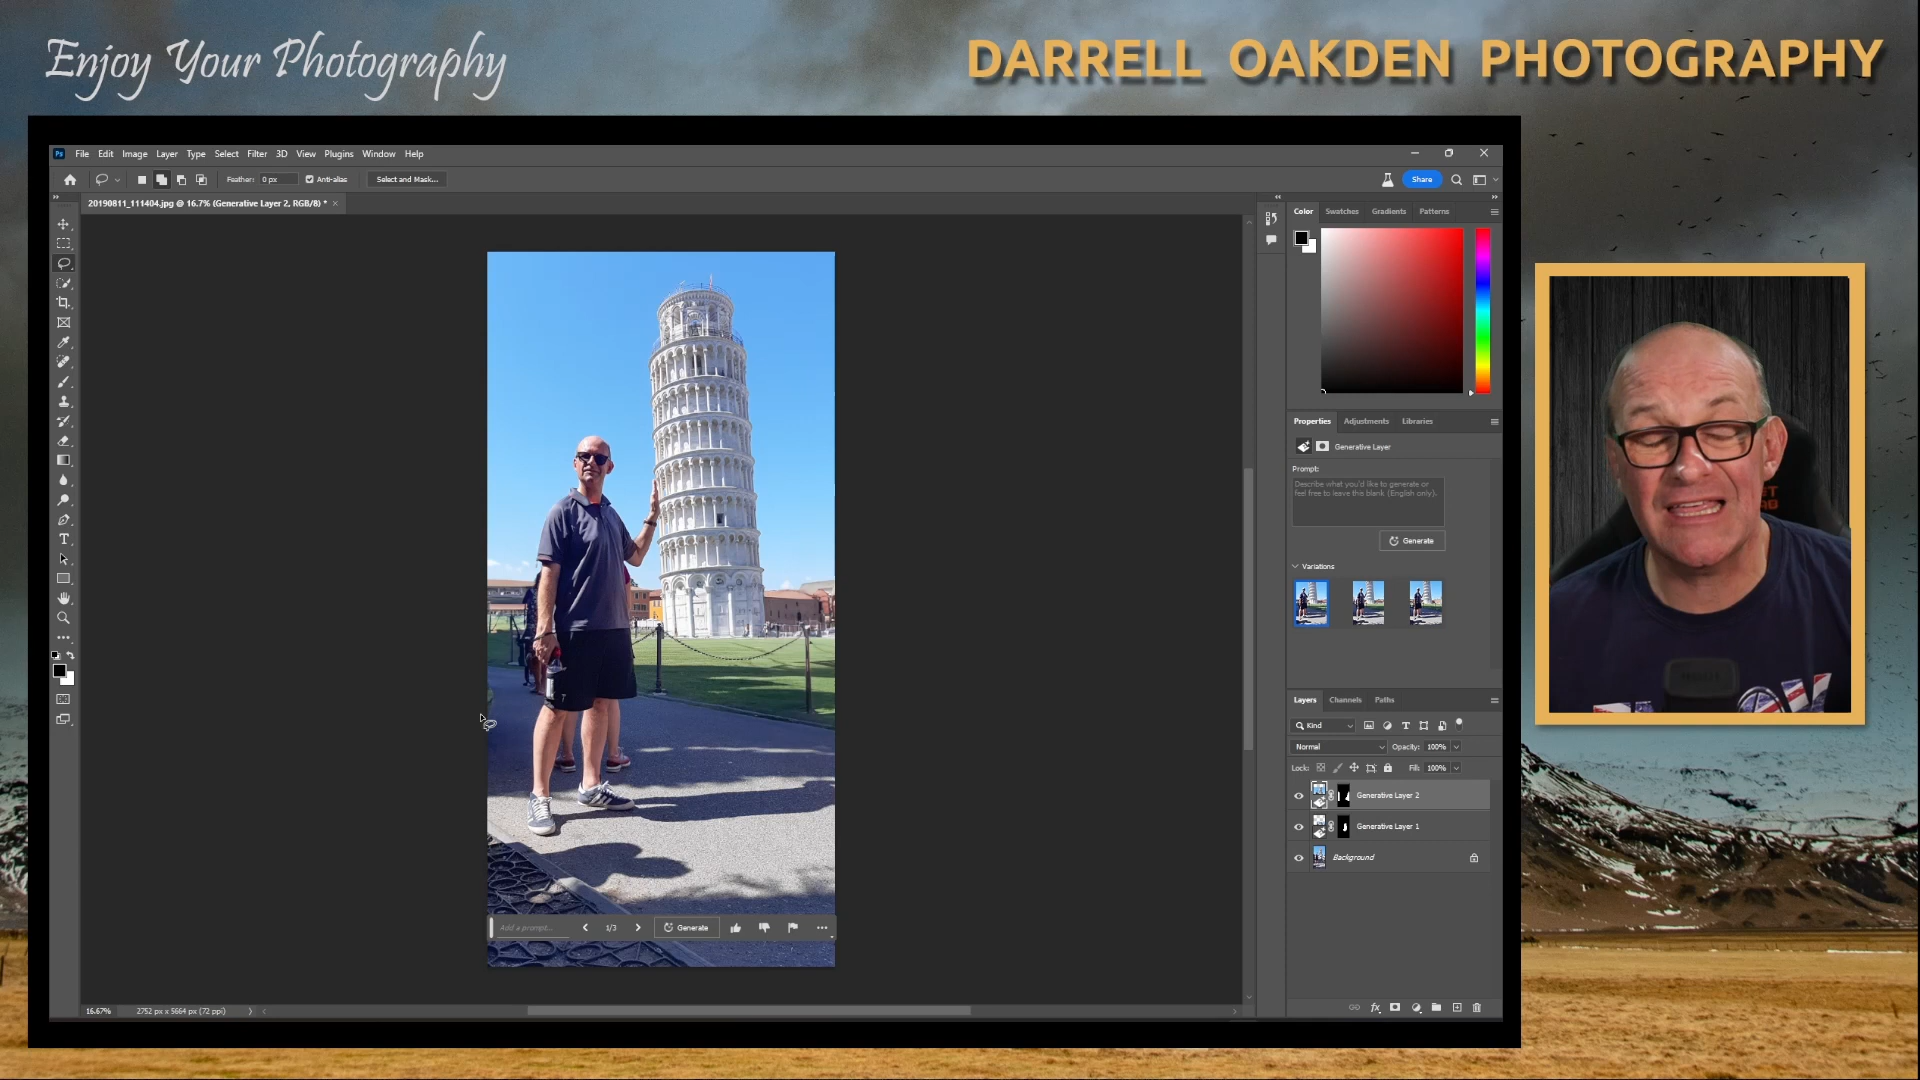 Enjoy Your Photography
DARRELL OAKDEN PHOTOGRAPHY
Ps File Edit Image Layer Type Select Filter 3D View Plugins Window Help
Feather: 0 px Anti-alias Select and Mask... Share
20190811_111404.jpg @ 16.7% (Generative Layer 2, RGB/8) * ×
Color Swatches Gradients Patterns
Properties Adjustments Libraries
Generative Layer
Prompt:
Describe what you'd like to generate or
feel free to leave this blank (English only).
Generate
Variations
Layers Channels Paths
Kind
Normal Opacity: 100%
Lock: Fill: 100%
Generative Layer 2
Generative Layer 1
Background
Add a prompt... 1/3 Generate
16.67% 2752 px x 5664 px (72 ppi)